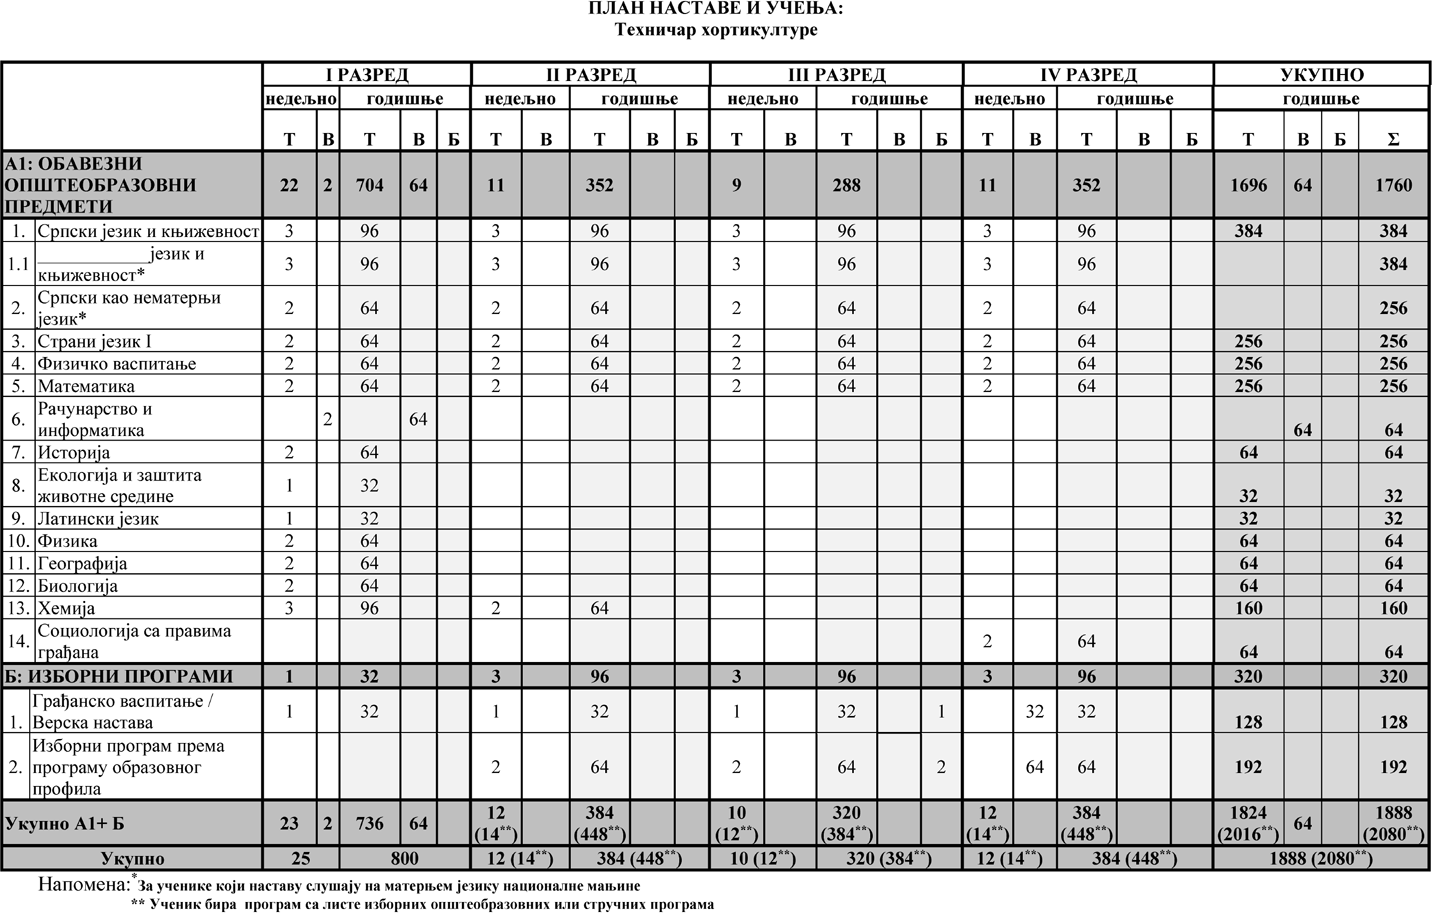 ПЛАН НАСТАВЕ И УЧЕЊА:
Техничар хортикултуре
I РАЗРЕД II РАЗРЕД III РАЗРЕД IV РАЗРЕД УКУПНО
недељно годишње недељно годишње недељно годишње недељно годишње годишње
Т В Т В Б Т В Т В Б Т В Т В Б Т В Т В Б Т В Б Σ
А1: ОБАВЕЗНИ
ОПШТЕОБРАЗОВНИ
ПРЕДМЕТИ
22 2 704 64 11 352 9 288 11 352 1696 64 1760
1. Српски језик и књижевност 3 96 3 96 3 96 3 96 384 384
1.1 ______________језик и
књижевност* 3 96 3 96 3 96 3 96 384
2. Српски као нематерњи
језик* 2 64 2 64 2 64 2 64 256
3. Страни језик I 2 64 2 64 2 64 2 64 256 256
4. Физичко васпитање 2 64 2 64 2 64 2 64 256 256
5. Математика 2 64 2 64 2 64 2 64 256 256
6. Рачунарство и
информатика 2 64 64 64
7. Историја 2 64 64 64
8. Екологија и заштита
животне средине 1 32 32 32
9. Латински језик 1 32 32 32
10. Физика 2 64 64 64
11. Географија 2 64 64 64
12. Биологија 2 64 64 64
13. Хемија 3 96 2 64 160 160
14. Социологија са правима
грађана 2 64 64 64
Б: ИЗБОРНИ ПРОГРАМИ 1 32 3 96 3 96 3 96 320 320
1. Грађанско васпитање /
Верска настава 1 32 1 32 1 32 1 32 32 128 128
2. Изборни програм према
програму образовног
профила 2 64 2 64 2 64 64 192 192
Укупно А1+ Б 23 2 736 64 12 (14**) 384 (448**) 10 (12**) 320 (384**) 12 (14**) 384 (448**) 1824 (2016**) 64 1888 (2080**)
Укупно 25 800 12 (14**) 384 (448**) 10 (12**) 320 (384**) 12 (14**) 384 (448**) 1888 (2080**)
Напомена:*За ученике који наставу слушају на матерњем језику националне мањине
** Ученик бира програм са листе изборних општеобразовних или стручних програма